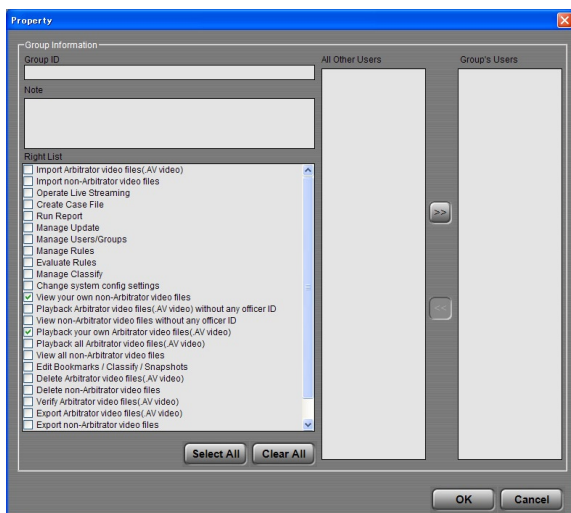 Property
Group Information
Group ID
All Other Users
Group's Users
Note
Right List
Import Arbitrator video files(.AV video)
Import non-Arbitrator video files
Operate Live Streaming
Create Case File
Run Report
Manage Update
Manage Users/Groups
Manage Rules
Evaluate Rules
Manage Classify
Change system config settings
View your own non-Arbitrator video files
Playback Arbitrator video files(.AV video) without any officer ID
View non-Arbitrator video files without any officer ID
Playback your own Arbitrator video files(.AV video)
Playback all Arbitrator video files(.AV video)
View all non-Arbitrator video files
Edit Bookmarks / Classify / Snapshots
Delete Arbitrator video files(.AV video)
Delete non-Arbitrator video files
Verify Arbitrator video files(.AV video)
Export Arbitrator video files(.AV video)
Export non-Arbitrator video files
>>
<<
Select All
Clear All
OK
Cancel